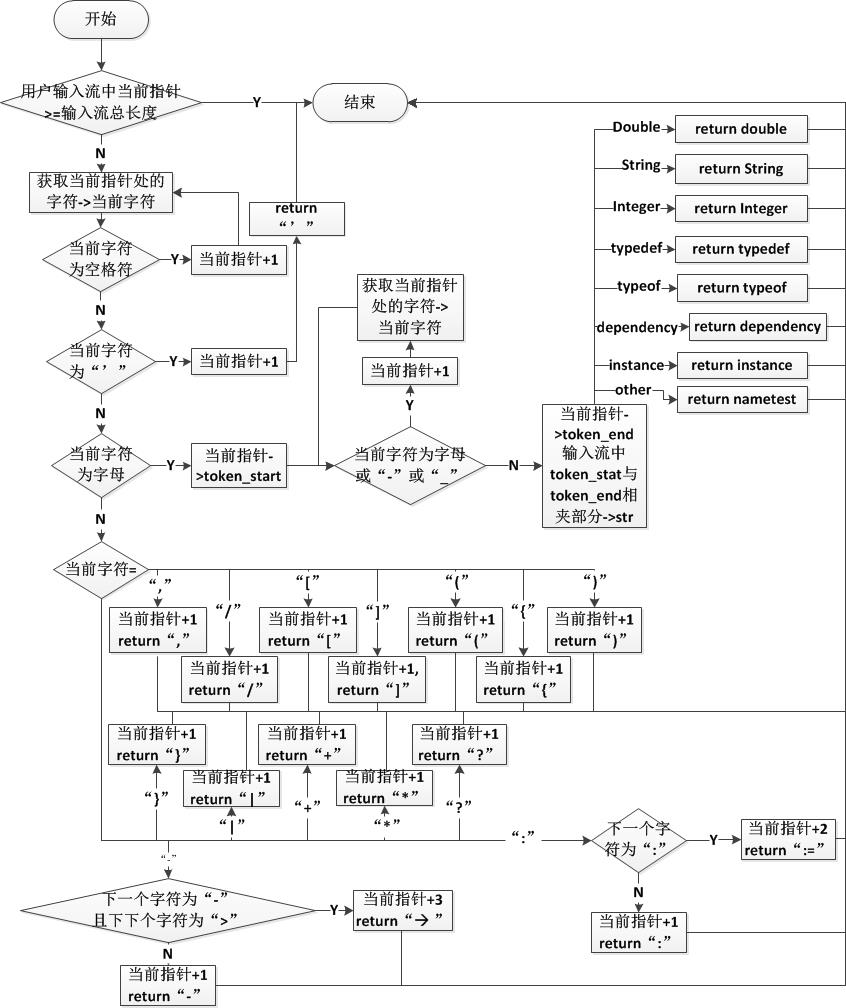 开始
用户输入流中当前指针
>=输入流总长度
Y
结束
N
获取当前指针处的
字符->当前字符
return
“ ’ ”
当前字符
为空格符
Y
当前指针+1
N
当前字符
为“ ’ ”
Y
当前指针+1
N
当前字符
为字母
Y
当前指针-
>token_start
获取当前指针
处的字符->
当前字符
当前指针+1
Y
当前字符为字母
或“-”或“_”
N
当前指针-
>token_end
输入流中
token_stat与
token_end相
夹部分->str
Double
return double
String
return String
Integer
return Integer
typedef
return typedef
typeof
return typeof
dependency
return dependency
instance
return instance
other
return nametest
N
当前字符=
“,”
“/”
“[”
“]”
“(”
“{”
“)”
当前指针+1
return “,”
当前指针+1
return “[”
当前指针+1
return “(”
当前指针+1
return “)”
当前指针+1
return “/”
当前指针+1,
return “]”
当前指针+1
return “{”
当前指针+1
return “}”
当前指针+1
return “+”
当前指针+1
return “?”
当前指针+1
return “|”
当前指针+1
return “*”
“}”
“|”
“+”
“*”
“?”
“:”
下一个字
符为“:”
Y
当前指针+2
return “:=”
N
当前指针+1
return “:”
“-”
下一个字符为“-”
且下下个字符为“>”
Y
当前指针+3
return “→ ”
N
当前指针+1
return “-”